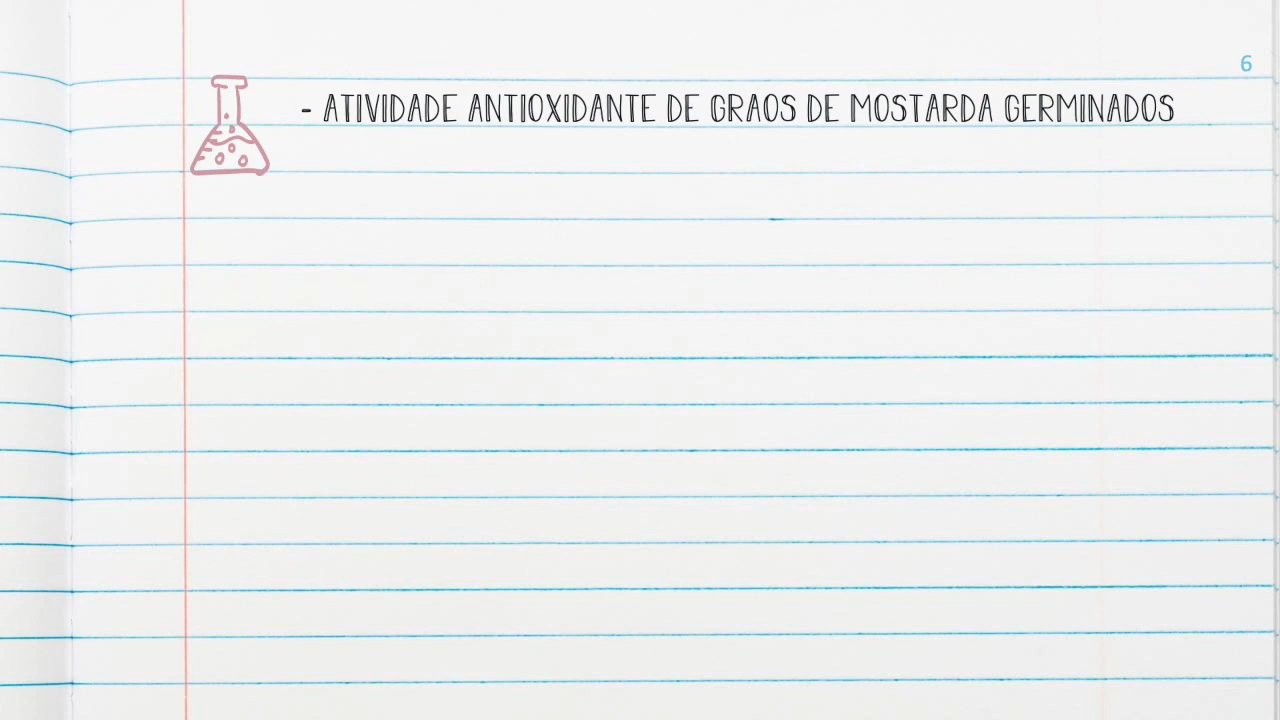 6
- ATIVIDADE ANTIOXIDANTE DE GRAOS DE MOSTARDA GERMINADOS